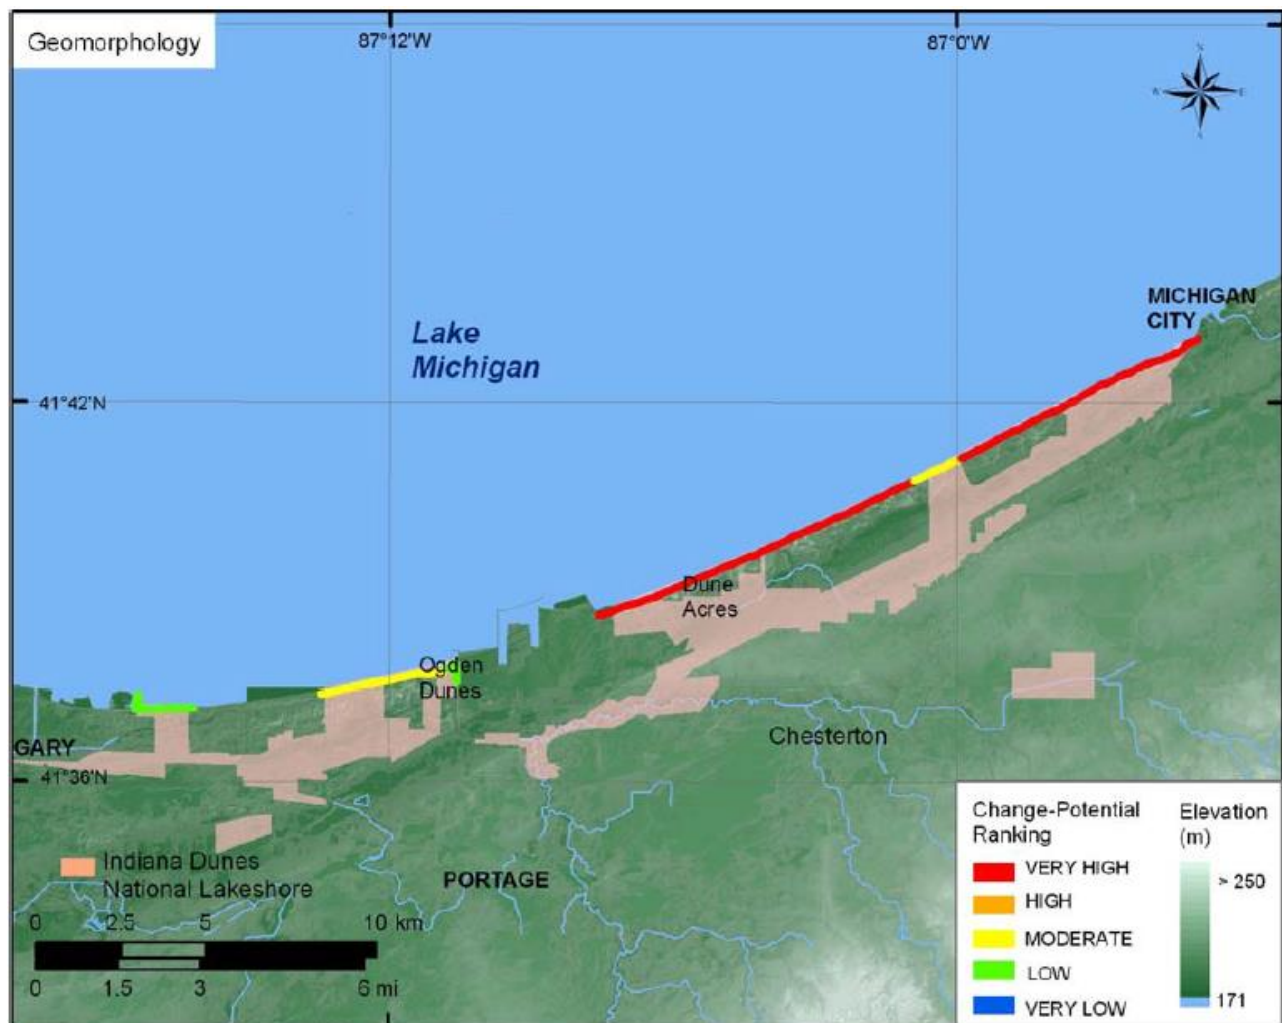 Geomorphology
87°12'W
87°0'W
N
W
E
S
MICHIGAN
CITY
Lake
Michigan
41°42'N
Dune
Acres
Ogden
Dunes
GARY
Chesterton
41°36'N
PORTAGE
Indiana Dunes
National Lakeshore
0 2.5 5 10 km
0 1.5 3 6 mi
Change-Potential
Ranking
VERY HIGH
HIGH
MODERATE
LOW
VERY LOW
Elevation
(m)
> 250
171